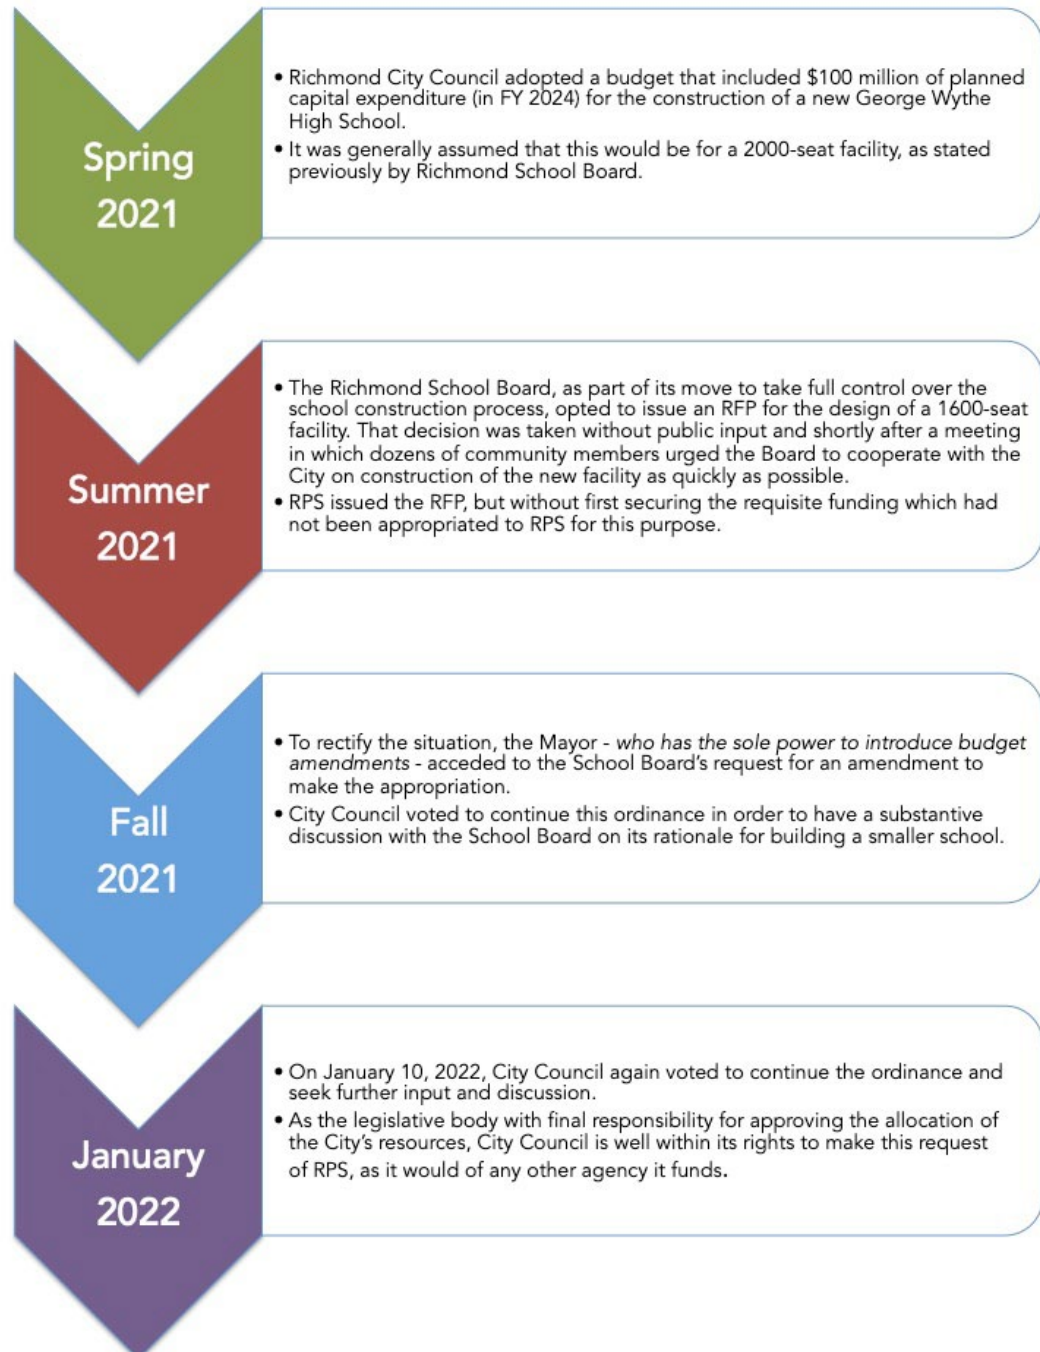 Spring
2021
• Richmond City Council adopted a budget that included $100 million of planned
capital expenditure (in FY 2024) for the construction of a new George Wythe
High School.
• It was generally assumed that this would be for a 2000-seat facility, as stated
previously by Richmond School Board.
Summer
2021
• The Richmond School Board, as part of its move to take full control over the
school construction process, opted to issue an RFP for the design of a 1600-seat
facility. That decision was taken without public input and shortly after a meeting
in which dozens of community members urged the Board to cooperate with the
City on construction of the new facility as quickly as possible.
• RPS issued the RFP, but without first securing the requisite funding which had
not been appropriated to RPS for this purpose.
Fall
2021
• To rectify the situation, the Mayor - who has the sole power to introduce budget
amendments - acceded to the School Board's request for an amendment to
make the appropriation.
• City Council voted to continue this ordinance in order to have a substantive
discussion with the School Board on its rationale for building a smaller school.
January
2022
• On January 10, 2022, City Council again voted to continue the ordinance and
seek further input and discussion.
• As the legislative body with final responsibility for approving the allocation of
the City's resources, City Council is well within its rights to make this request
of RPS, as it would of any other agency it funds.